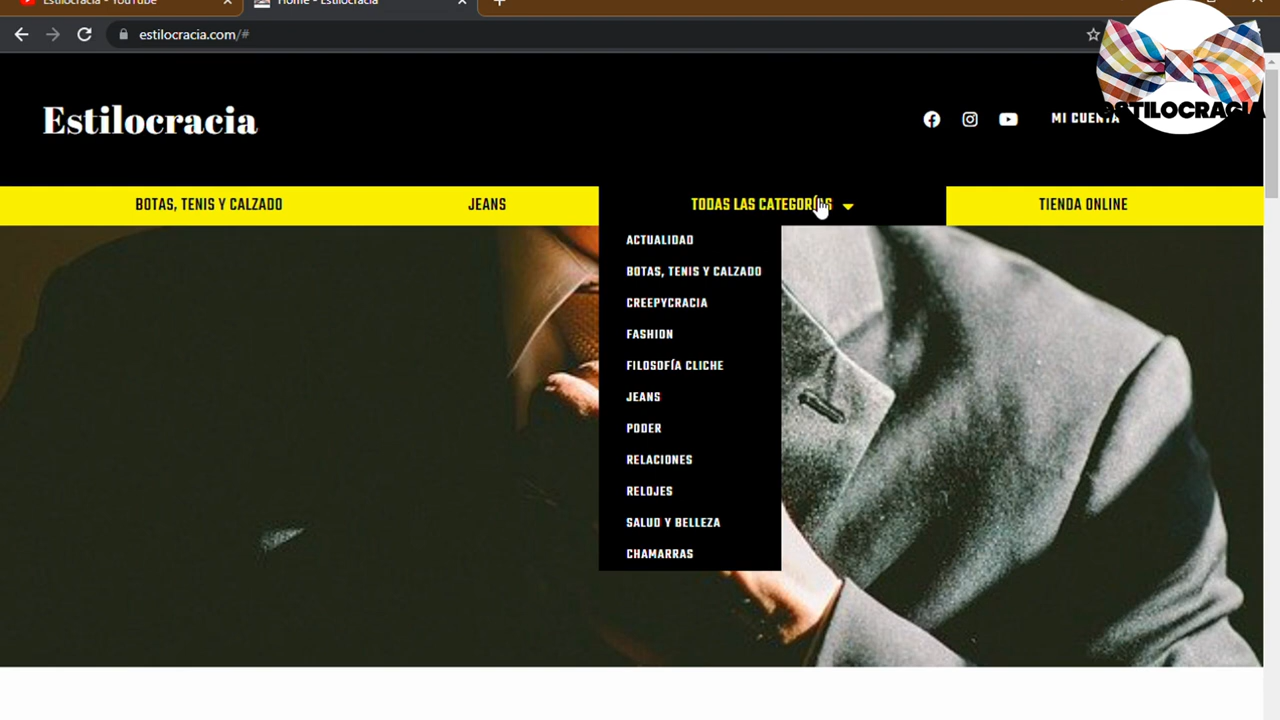 Estilocracia - YouTube
Home - Estilocracia
estilocracia.com/#
Estilocracia
MI CUENTA
ESTILOCRACIA
BOTAS, TENIS Y CALZADO
JEANS
TODAS LAS CATEGORÍAS
TIENDA ONLINE
ACTUALIDAD
BOTAS, TENIS Y CALZADO
CREEPYCRACIA
FASHION
FILOSOFÍA CLICHE
JEANS
PODER
RELACIONES
RELOJES
SALUD Y BELLEZA
CHAMARRAS